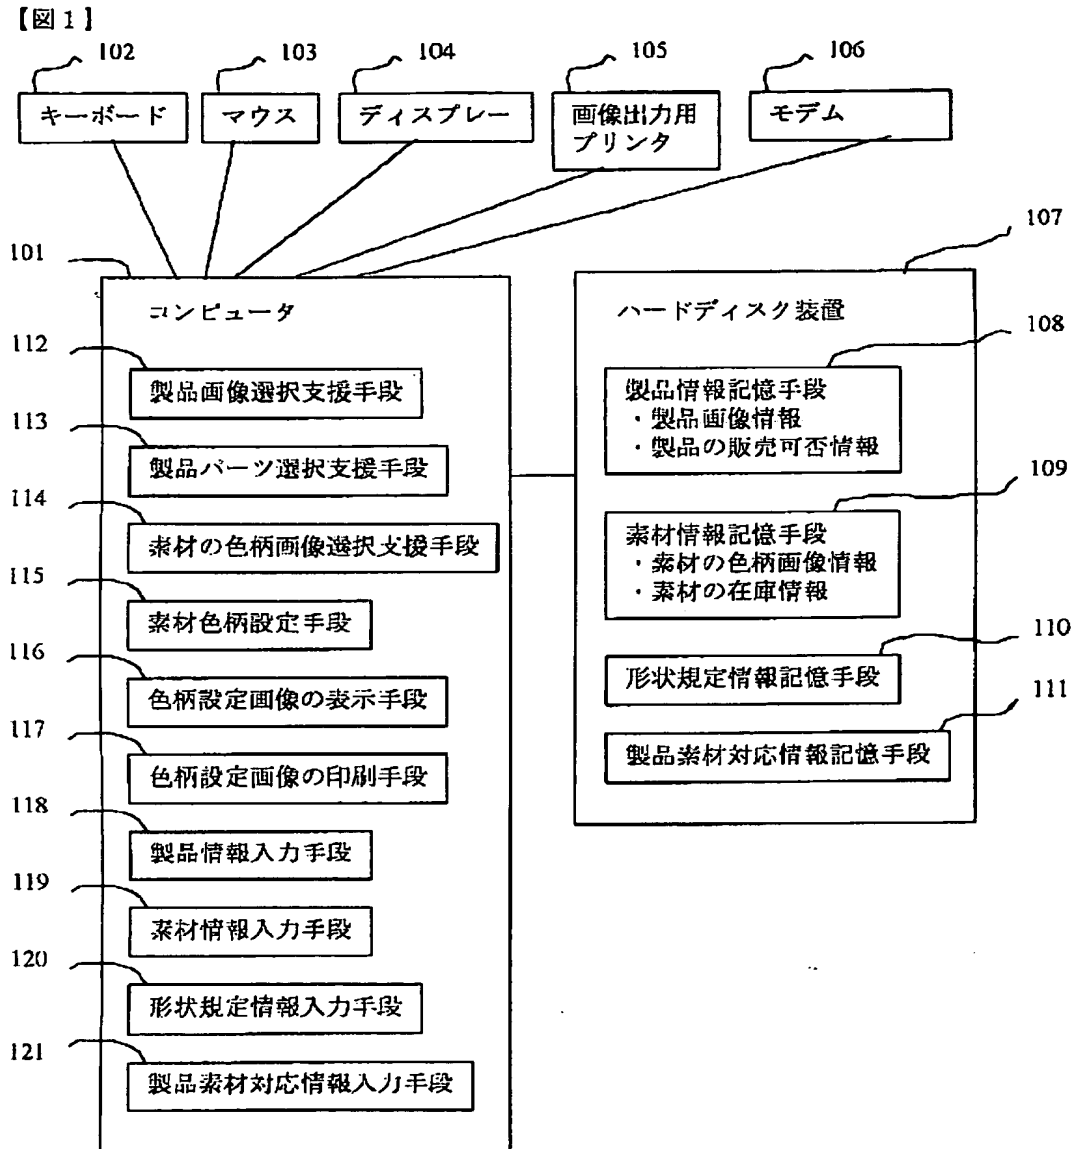 【図1】
102
103
104
105
106
キーボード
マウス
ディスプレー
画像出力用
プリンタ
モデム
101
コンピュータ
112
製品画像選択支援手段
113
製品パーツ選択支援手段
114
素材の色柄画像選択支援手段
115
素材色柄設定手段
116
色柄設定画像の表示手段
117
色柄設定画像の印刷手段
118
製品情報入力手段
119
素材情報入力手段
120
形状規定情報入力手段
121
製品素材対応情報入力手段
107
ハードディスク装置
108
製品情報記憶手段
・製品画像情報
・製品の販売可否情報
109
素材情報記憶手段
・素材の色柄画像情報
・素材の在庫情報
110
形状規定情報記憶手段
111
製品素材対応情報記憶手段